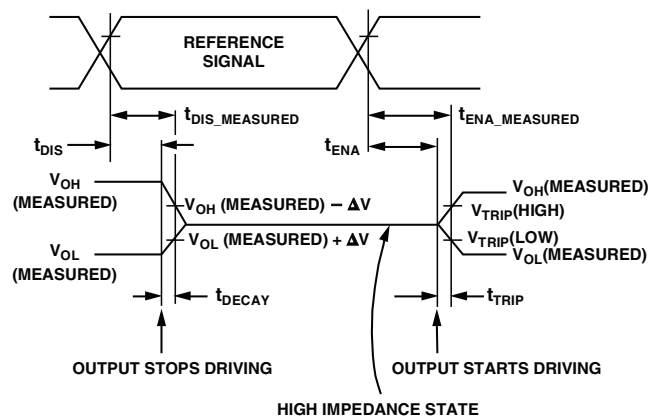 REFERENCE
SIGNAL
tDIS_MEASURED
tENA_MEASURED
tDIS
tENA
VOH
(MEASURED)
VOH (MEASURED) – ΔV
VOH(MEASURED)
VTRIP(HIGH)
VOL
(MEASURED)
VOL (MEASURED) + ΔV
VTRIP(LOW)
VOL(MEASURED)
tDECAY
tTRIP
OUTPUT STOPS DRIVING
OUTPUT STARTS DRIVING
HIGH IMPEDANCE STATE